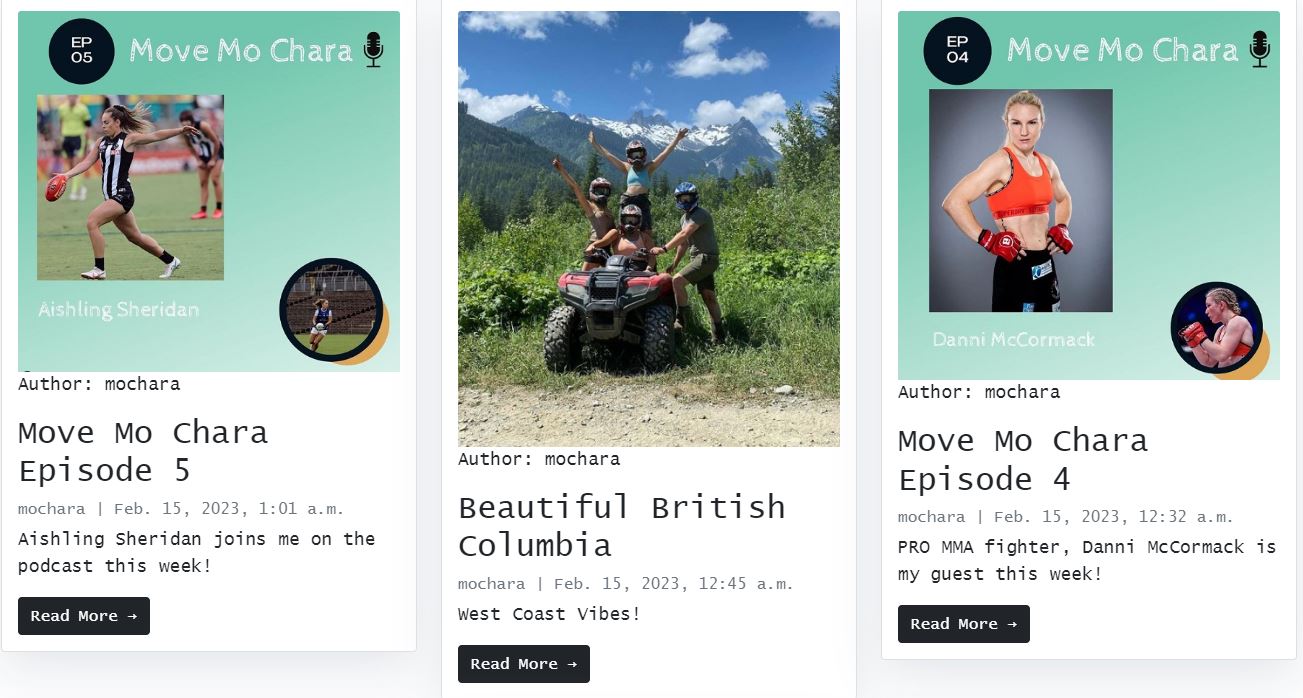 EP
05
Move Mo Chara
Aishling Sheridan
Author: mochara
Move Mo Chara
Episode 5
mochara | Feb. 15, 2023, 1:01 a.m.
Aishling Sheridan joins me on the
podcast this week!
Read More →
Author: mochara
Beautiful British
Columbia
mochara | Feb. 15, 2023, 12:45 a.m.
West Coast Vibes!
Read More →
EP
04
Move Mo Chara
Danni McCormack
Author: mochara
Move Mo Chara
Episode 4
mochara | Feb. 15, 2023, 12:32 a.m.
PRO MMA fighter, Danni McCormack is
my guest this week!
Read More →